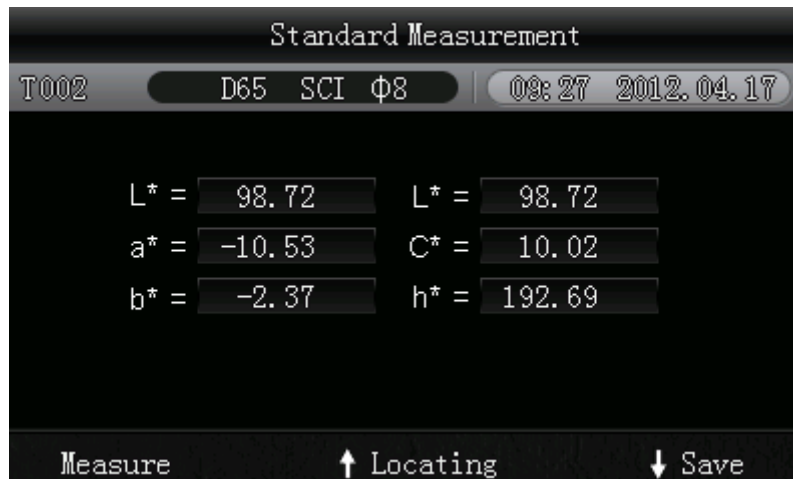 Standard Measurement
T002 D65 SCI Φ8 09:27 2012.04.17
L* = 98.72 L* = 98.72
a* = -10.53 C* = 10.02
b* = -2.37 h* = 192.69
Measure ↑ Locating ↓ Save